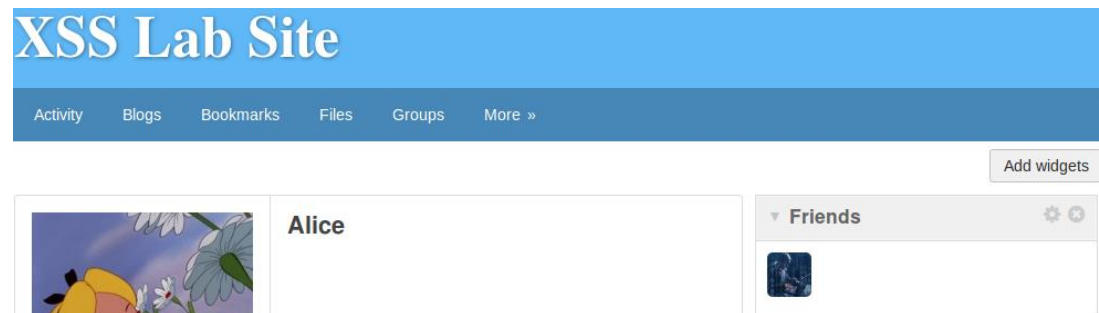 XSS Lab Site
Activity Blogs Bookmarks Files Groups More »
Add widgets
Alice
Friends